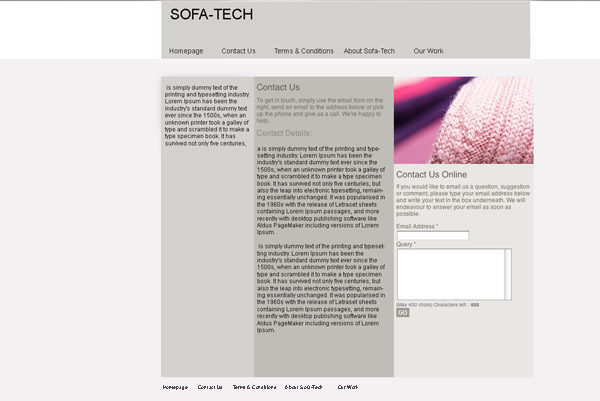 SOFA-TECH
Homepage Contact Us Terms & Conditions About Sofa-Tech Our Work
is simply dummy text of the
printing and typesetting industry.
Lorem Ipsum has been the
industry's standard dummy text
ever since the 1500s, when an
unknown printer took a galley of
type and scrambled it to make a
type specimen book. It has
survived not only five centuries,
Contact Us
To get in touch, simply use the email form on the
right, send an email to the address below or pick
up the phone and give us a call. We're happy to
help.
Contact Details:
a is simply dummy text of the printing and type-
setting industry. Lorem Ipsum has been the
industry's standard dummy text ever since the
1500s, when an unknown printer took a galley of
type and scrambled it to make a type specimen
book. It has survived not only five centuries, but
also the leap into electronic typesetting, remain-
ing essentially unchanged. It was popularised in
the 1960s with the release of Letraset sheets
containing Lorem Ipsum passages, and more
recently with desktop publishing software like
Aldus PageMaker including versions of Lorem
Ipsum.
is simply dummy text of the printing and typeset-
ting industry. Lorem Ipsum has been the
industry's standard dummy text ever since the
1500s, when an unknown printer took a galley of
type and scrambled it to make a type specimen
book. It has survived not only five centuries, but
also the leap into electronic typesetting, remain-
ing essentially unchanged. It was popularised in
the 1960s with the release of Letraset sheets
containing Lorem Ipsum passages, and more
recently with desktop publishing software like
Aldus PageMaker including versions of Lorem
Ipsum.
Contact Us Online
If you would like to email us a question, suggestion
or comment, please type your email address below
and write your text in the box underneath. We will
endeavour to answer your email as soon as
possible.
Email Address *
Query *
(Max 400 chars) Characters left : 400
GO
Homepage Contact Us Terms & Conditions About Sofa-Tech Our Work